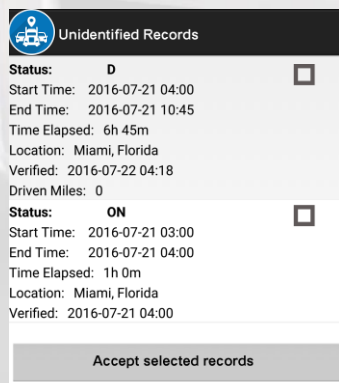 Unidentified Records
Status: D
Start Time: 2016-07-21 04:00
End Time: 2016-07-21 10:45
Time Elapsed: 6h 45m
Location: Miami, Florida
Verified: 2016-07-22 04:18
Driven Miles: 0
Status: ON
Start Time: 2016-07-21 03:00
End Time: 2016-07-21 04:00
Time Elapsed: 1h 0m
Location: Miami, Florida
Verified: 2016-07-21 04:00
Accept selected records